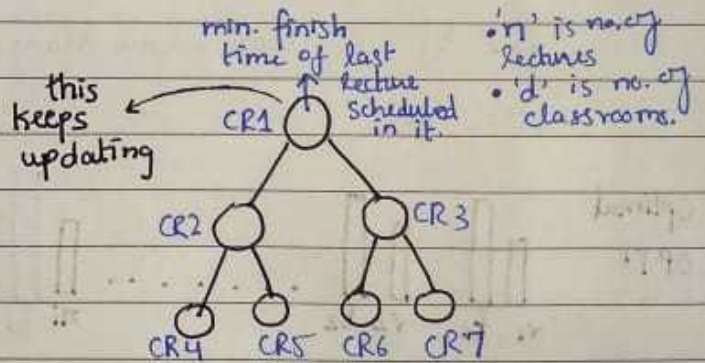 min. finish
time of last
lecture
scheduled
in it.
• 'n' is no. of
lectures
• 'd' is no. of
classrooms.
this
keeps
updating
CR1
CR2
CR3
CR4
CR5
CR6
CR7